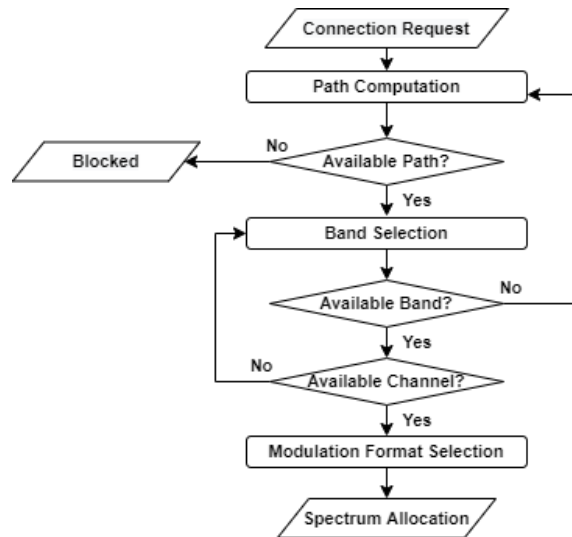 Connection Request
Path Computation
No
Blocked
Available Path?
Yes
Band Selection
Available Band?
No
Yes
No
Available Channel?
Yes
Modulation Format Selection
Spectrum Allocation